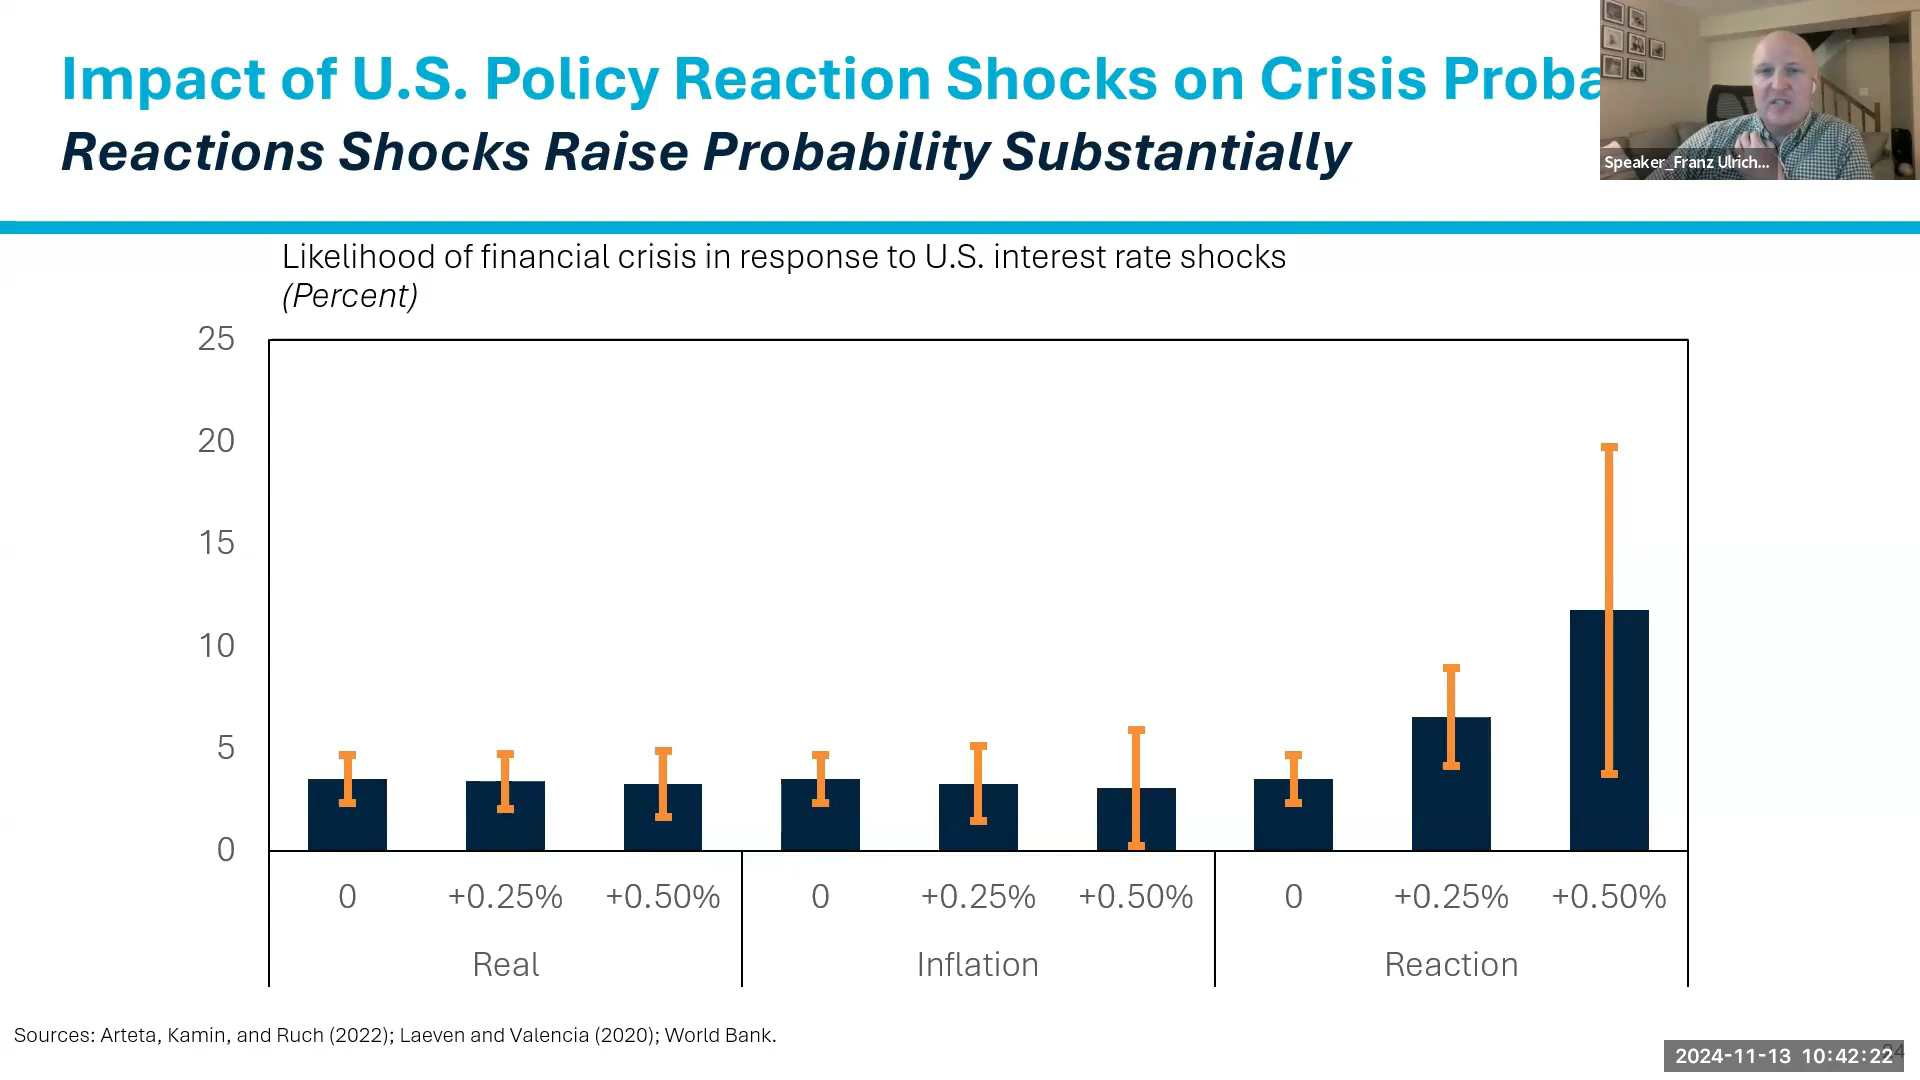 Impact of U.S. Policy Reaction Shocks on Crisis Proba
Reactions Shocks Raise Probability Substantially
Speaker_Franz Ulrich...
Likelihood of financial crisis in response to U.S. interest rate shocks
(Percent)
25
20
15
10
5
0
0 +0.25% +0.50% 0 +0.25% +0.50% 0 +0.25% +0.50%
Real Inflation Reaction
Sources: Arteta, Kamin, and Ruch (2022); Laeven and Valencia (2020); World Bank.
2024-11-13 10:42:22